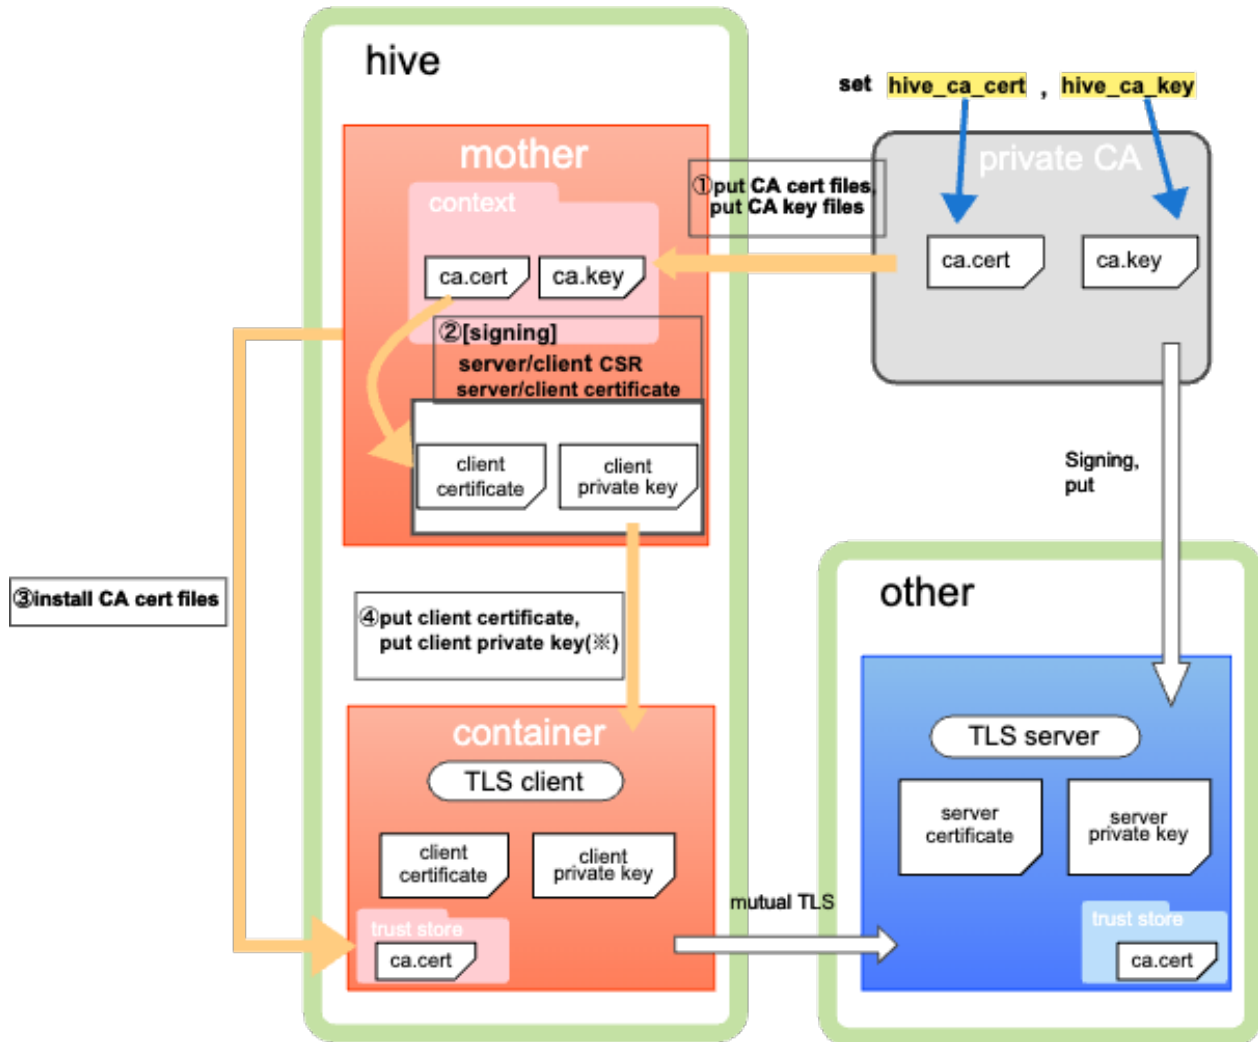 hive
set hive_ca_cert , hive_ca_key
mother
private CA
①put CA cert files,
put CA key files
context
ca.cert
ca.key
ca.cert
ca.key
②[signing]
server/client CSR
server/client certificate
client
certificate
client
private key
Signing,
put
③install CA cert files
④put client certificate,
put client private key(※)
other
container
TLS client
TLS server
client
certificate
client
private key
server
certificate
server
private key
mutual TLS
trust store
ca.cert
trust store
ca.cert